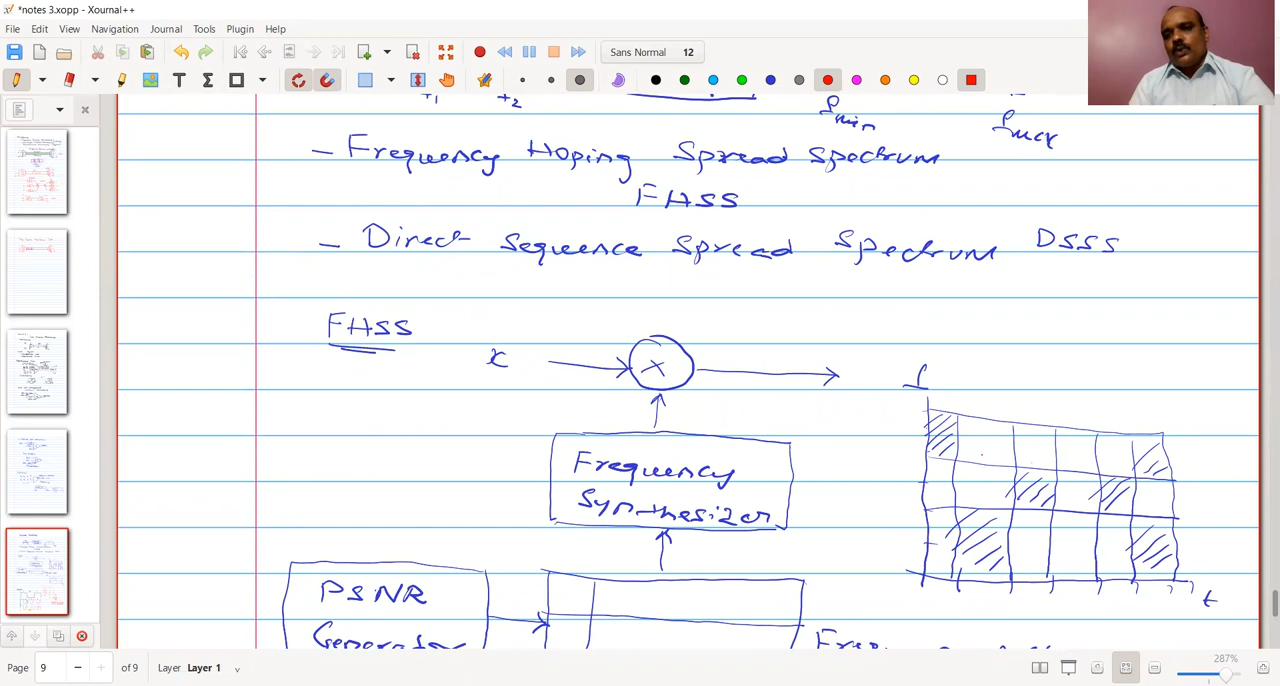 *notes 3.xopp - Xournal++
File Edit View Navigation Journal Tools Plugin Help
Sans Normal 12
fmin fmax
- Frequency Hoping Spread Spectrum
FHSS
- Direct Sequence Spread Spectrum DSSS
FHSS
x × f
Frequency
Synthesizer
t
PSNR
Generator
Page 9 of 9 Layer Layer 1 287%